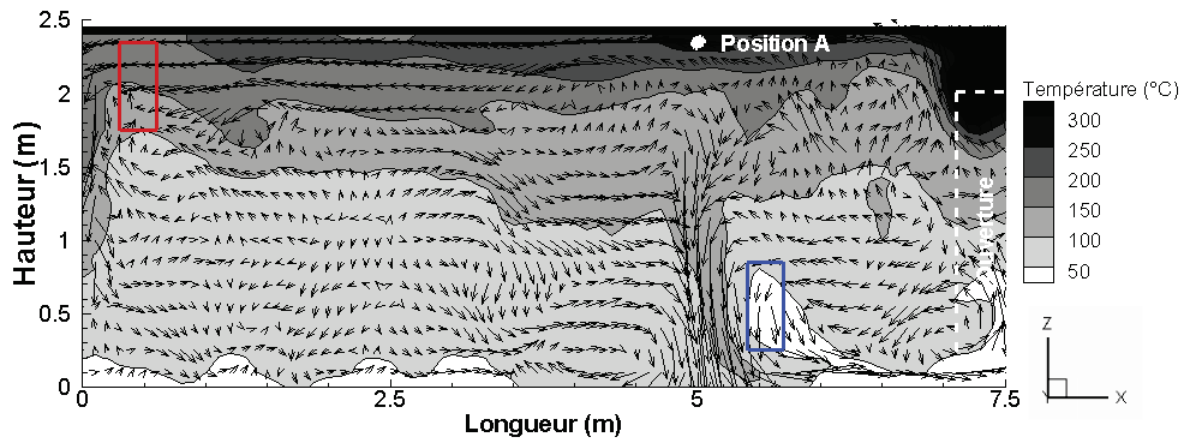 2.5
2
1.5
1
0.5
0
Hauteur (m)
0
2.5
5
7.5
Longueur (m)
Position A
ouverture
Température (°C)
300
250
200
150
100
50
Z
Y
X